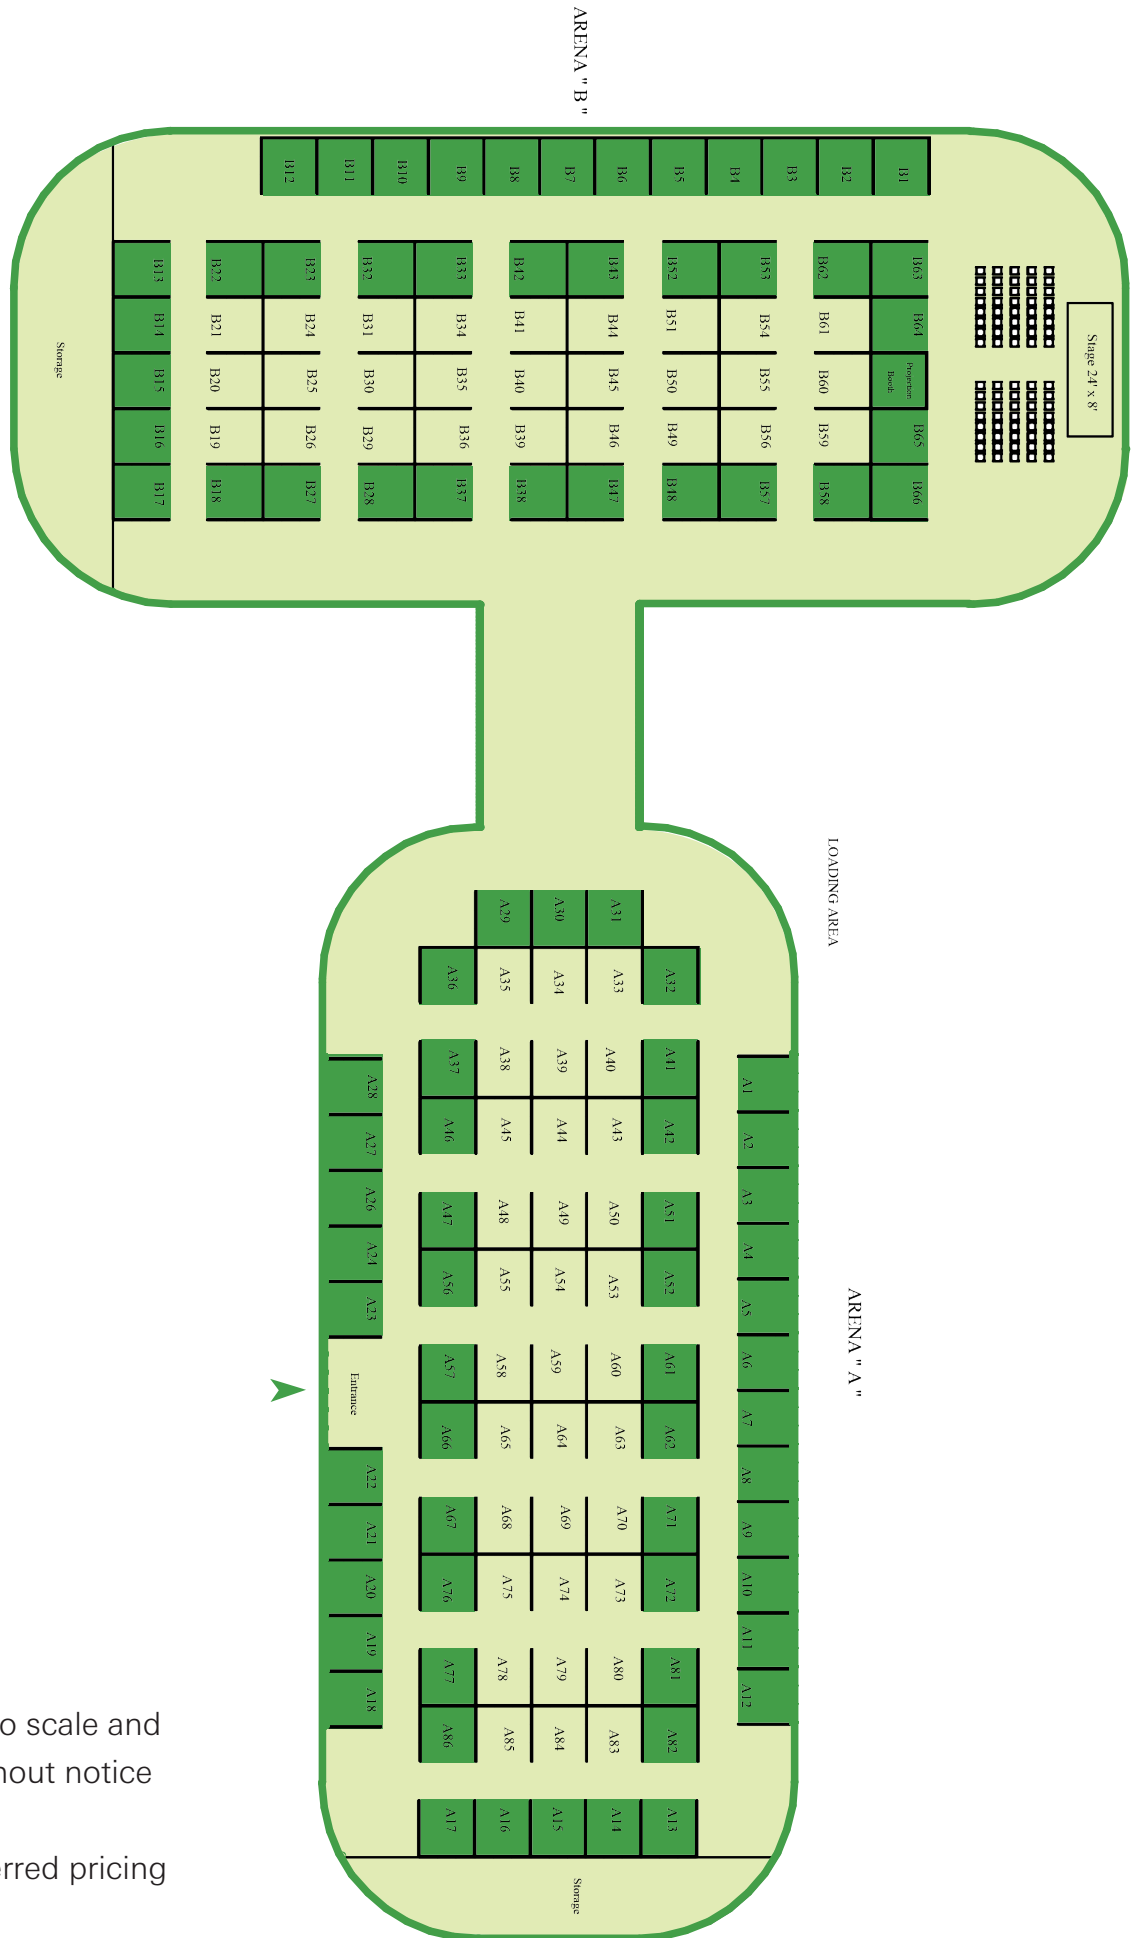 ARENA " B "
B12
B11
B10
B9
B8
B7
B6
B5
B4
B3
B2
B1
B13
B22
B23
B32
B33
B42
B43
B52
B53
B62
B63
B14
B21
B24
B31
B34
B41
B44
B51
B54
B61
B64
Storage
B15
B20
B25
B30
B35
B40
B45
B50
B55
B60
Projection
Booth
Stage 24' x 8'
B16
B19
B26
B29
B36
B39
B46
B49
B56
B59
B65
B17
B18
B27
B28
B37
B38
B47
B48
B57
B58
B66
LOADING AREA
A29
A30
A31
A36
A35
A34
A33
A32
A37
A38
A39
A40
A41
A46
A45
A44
A43
A42
A47
A48
A49
A50
A51
A56
A55
A54
A53
A52
A57
A58
A59
A60
A61
A66
A65
A64
A63
A62
A67
A68
A69
A70
A71
A76
A75
A74
A73
A72
A77
A78
A79
A80
A81
A86
A85
A84
A83
A82
A17
A16
A15
A14
A13
A28
A27
A26
A24
A23
Entrance
A22
A21
A20
A19
A18
A1
A2
A3
A4
A5
A6
A7
A8
A9
A10
A11
A12
ARENA " A "
Storage
o scale and
hout notice
rred pricing